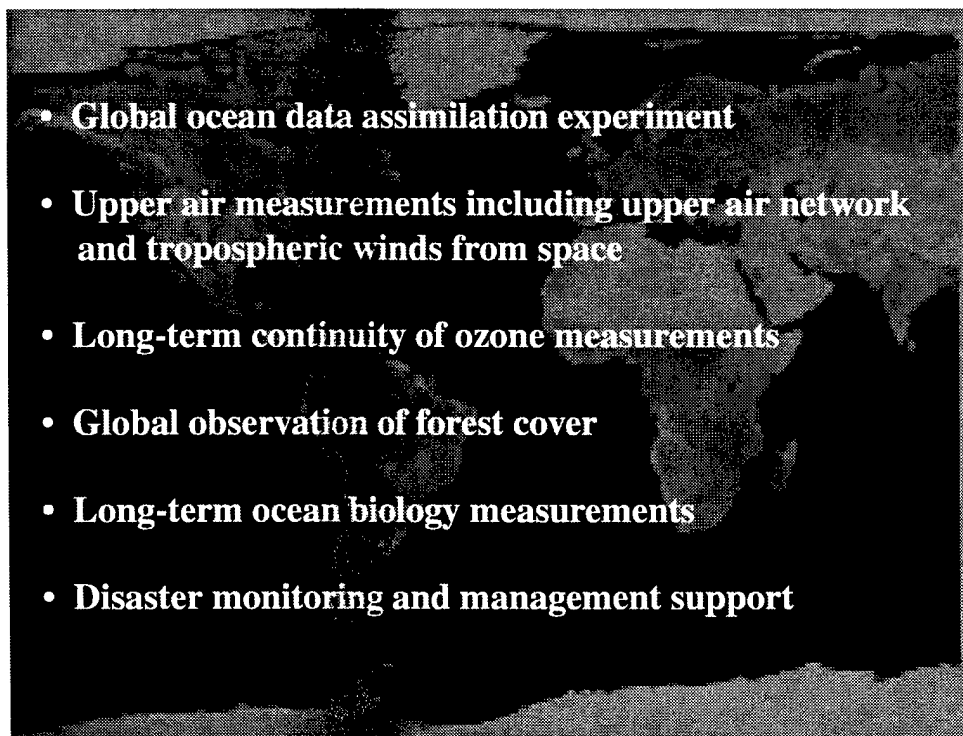 • Global ocean data assimilation experiment
• Upper air measurements including upper air network
and tropospheric winds from space
• Long-term continuity of ozone measurements
• Global observation of forest cover
• Long-term ocean biology measurements
• Disaster monitoring and management support